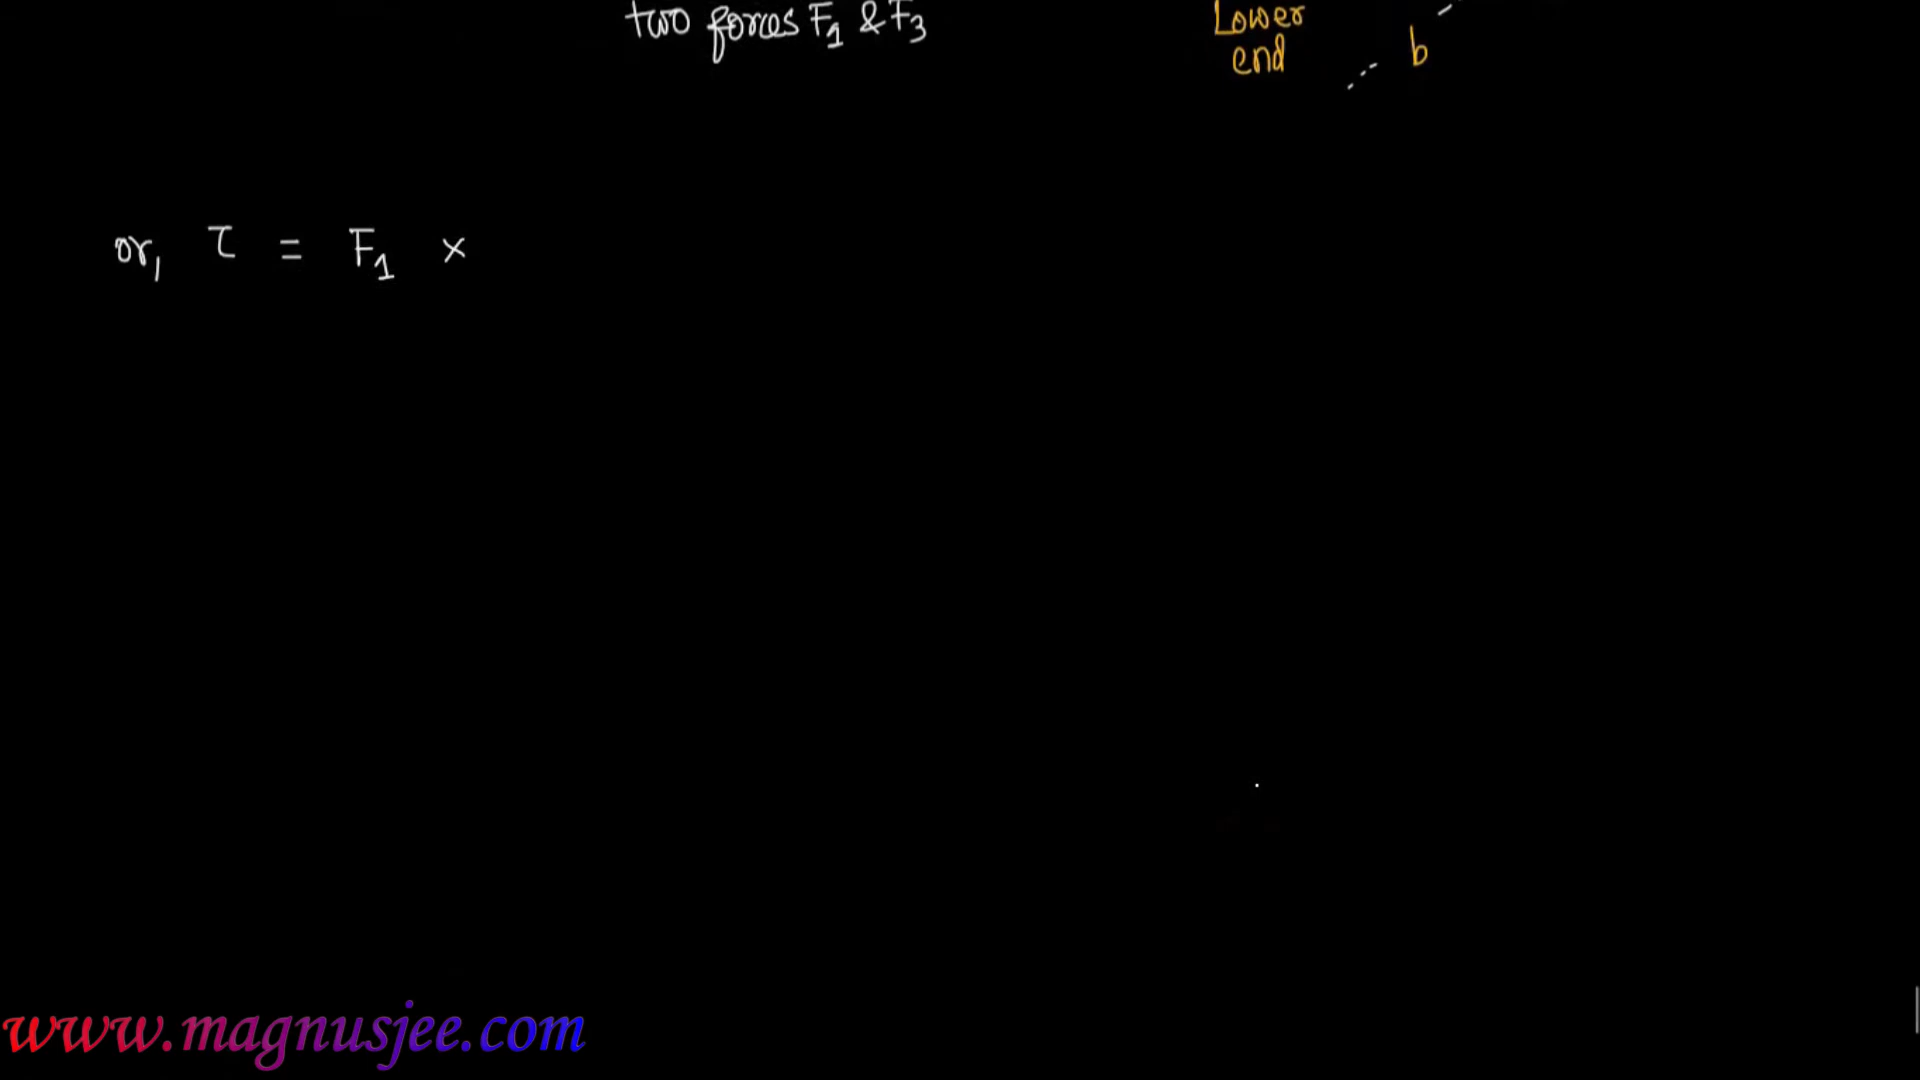 two forces F₁ & F₃
Lower
end
b
or, τ = F₁ ×
www.magnusjee.com